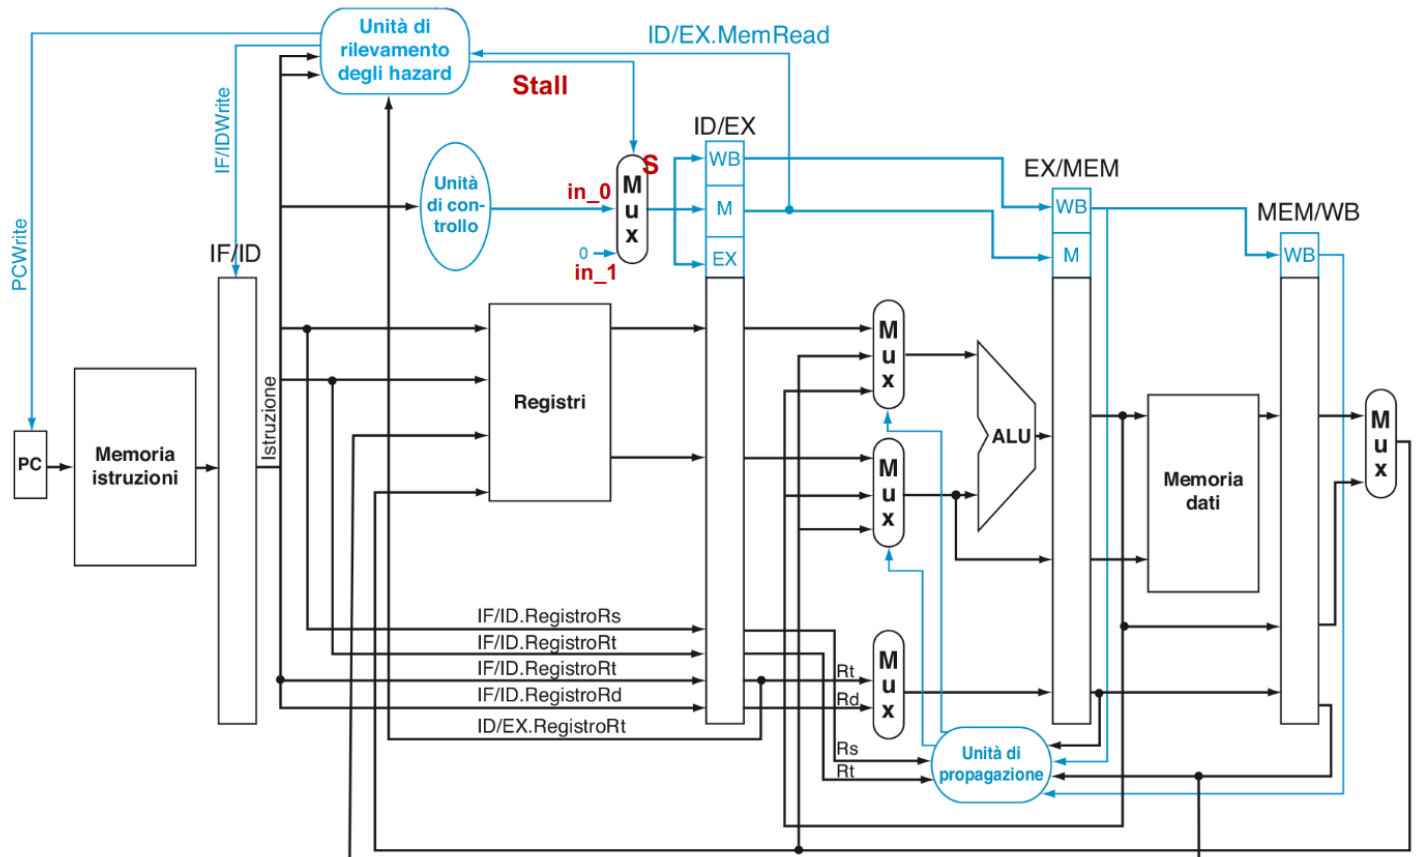 Unità di
rilevamento
degli hazard
ID/EX.MemRead
Stall
IF/IDWrite
PCWrite
ID/EX
WB
M
EX
S
M
u
x
in_0
0
in_1
Unità
di con-
trollo
EX/MEM
WB
M
MEM/WB
WB
IF/ID
PC
Memoria
istruzioni
Istruzione
Registri
M
u
x
M
u
x
ALU
Memoria
dati
M
u
x
IF/ID.RegistroRs
IF/ID.RegistroRt
IF/ID.RegistroRt
IF/ID.RegistroRd
ID/EX.RegistroRt
Rt
Rd
M
u
x
Rs
Rt
Unità di
propagazione